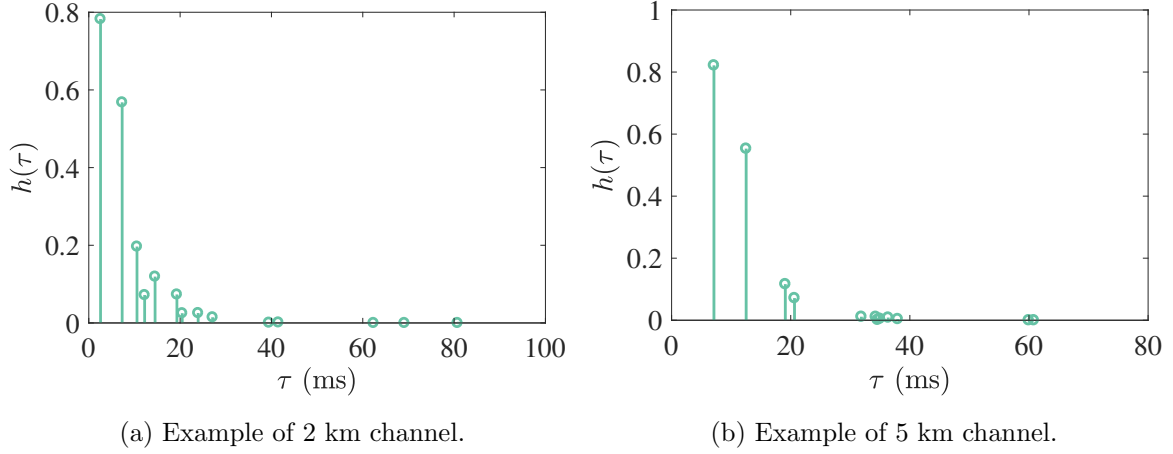 0.8
0.6
0.4
0.2
0
h(τ)
0 20 40 60 80 100
τ (ms)
(a) Example of 2 km channel.
1
0.8
0.6
0.4
0.2
0
h(τ)
0 20 40 60 80
τ (ms)
(b) Example of 5 km channel.